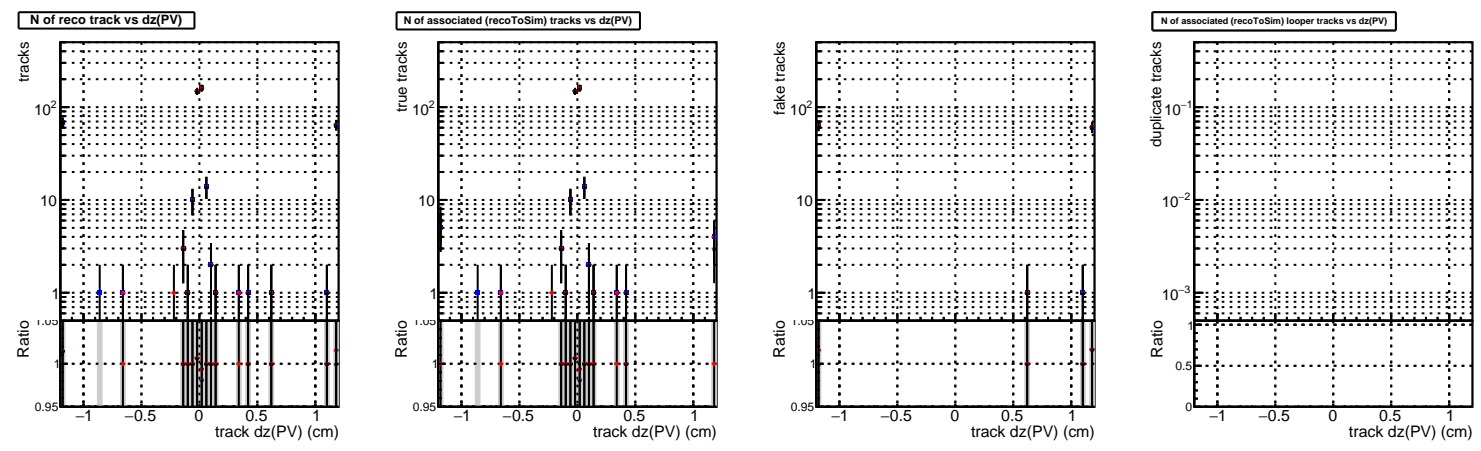 N of reco track vs dz(PV)
tracks
10²
10
1
Ratio
1.05
1
0.95
−1 −0.5 0 0.5 1
track dz(PV) (cm)
N of associated (recoToSim) tracks vs dz(PV)
true tracks
10²
10
1
Ratio
1.05
1
0.95
−1 −0.5 0 0.5 1
track dz(PV) (cm)
fake tracks
10²
10
1
Ratio
1.05
1
0.95
−1 −0.5 0 0.5 1
track dz(PV) (cm)
N of associated (recoToSim) looper tracks vs dz(PV)
duplicate tracks
10⁻¹
10⁻²
10⁻³
Ratio
1
0.5
0
−1 −0.5 0 0.5 1
track dz(PV) (cm)